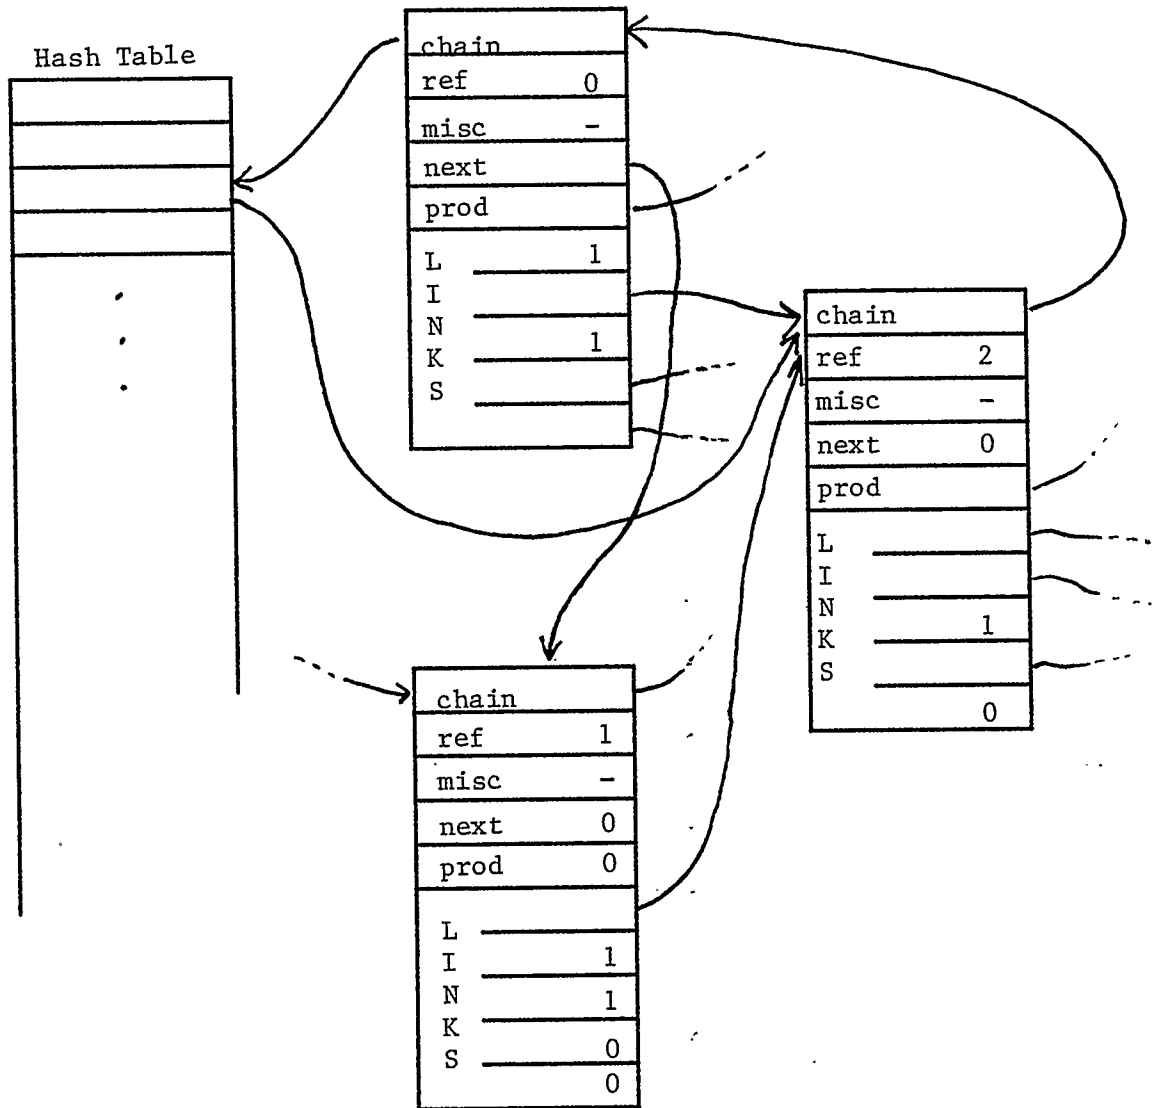 Hash Table
chain
ref 0
misc -
next
prod
L 1
I
N
K 1
S
chain
ref 2
misc -
next 0
prod
L
I
N
K 1
S
0
chain
ref 1
misc -
next 0
prod 0
L
I 1
N 1
K
S 0
0